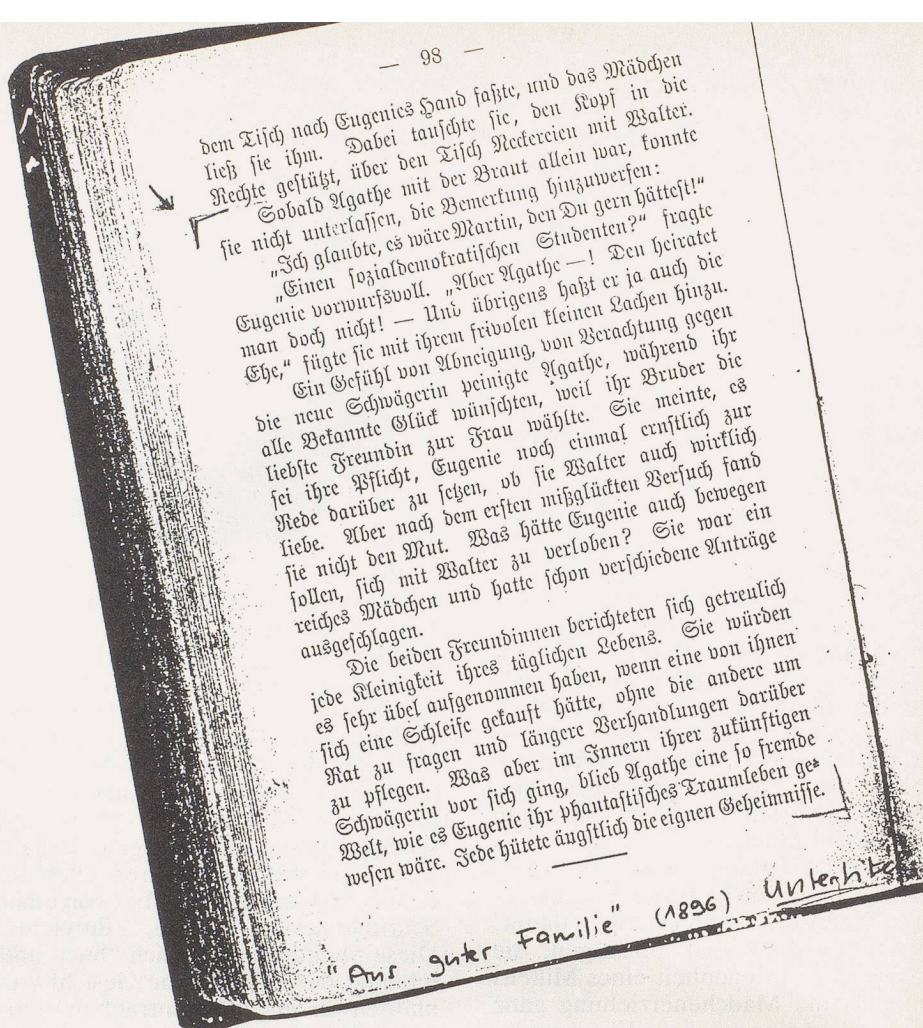 — 98 —
dem Tisch nach Eugenies Hand faßte, und das Mädchen
ließ sie ihm. Dabei tauschte sie, den Kopf in die
Rechte gestützt, über den Tisch Neckereien mit Walter.
Sobald Agathe mit der Braut allein war, konnte
sie nicht unterlassen, die Bemerkung hinzuwerfen:
„Ich glaubte, es wäre Martin, den Du gern hättest!“
„Einen sozialdemokratischen Studenten?“ fragte
Eugenie vorwurfsvoll. „Aber Agathe —! Den heiratet
man doch nicht! — Und übrigens haßt er ja auch die
Ehe,“ fügte sie mit ihrem frivolen kleinen Lachen hinzu.
Ein Gefühl von Abneigung, von Verachtung gegen
die neue Schwägerin peinigte Agathe, während ihr
alle Bekannte Glück wünschten, weil ihr Bruder die
liebste Freundin zur Frau wählte. Sie meinte, es
sei ihre Pflicht, Eugenie noch einmal ernstlich zur
Rede darüber zu setzen, ob sie Walter auch wirklich
liebe. Aber nach dem ersten mißglückten Versuch fand
sie nicht den Mut. Was hätte Eugenie auch bewegen
sollen, sich mit Walter zu verloben? Sie war ein
reiches Mädchen und hatte schon verschiedene Anträge
ausgeschlagen.
Die beiden Freundinnen berichteten sich getreulich
jede Kleinigkeit ihres täglichen Lebens. Sie würden
es sehr übel aufgenommen haben, wenn eine von ihnen
sich eine Schleife gekauft hätte, ohne die andere um
Rat zu fragen und längere Verhandlungen darüber
zu pflegen. Was aber im Innern ihrer zukünftigen
Schwägerin vor sich ging, blieb Agathe eine so fremde
Welt, wie es Eugenie ihr phantastisches Traumleben ge-
wesen wäre. Jede hütete ängstlich die eignen Geheimnisse.
"Aus guter Familie" (1896) Untertitel